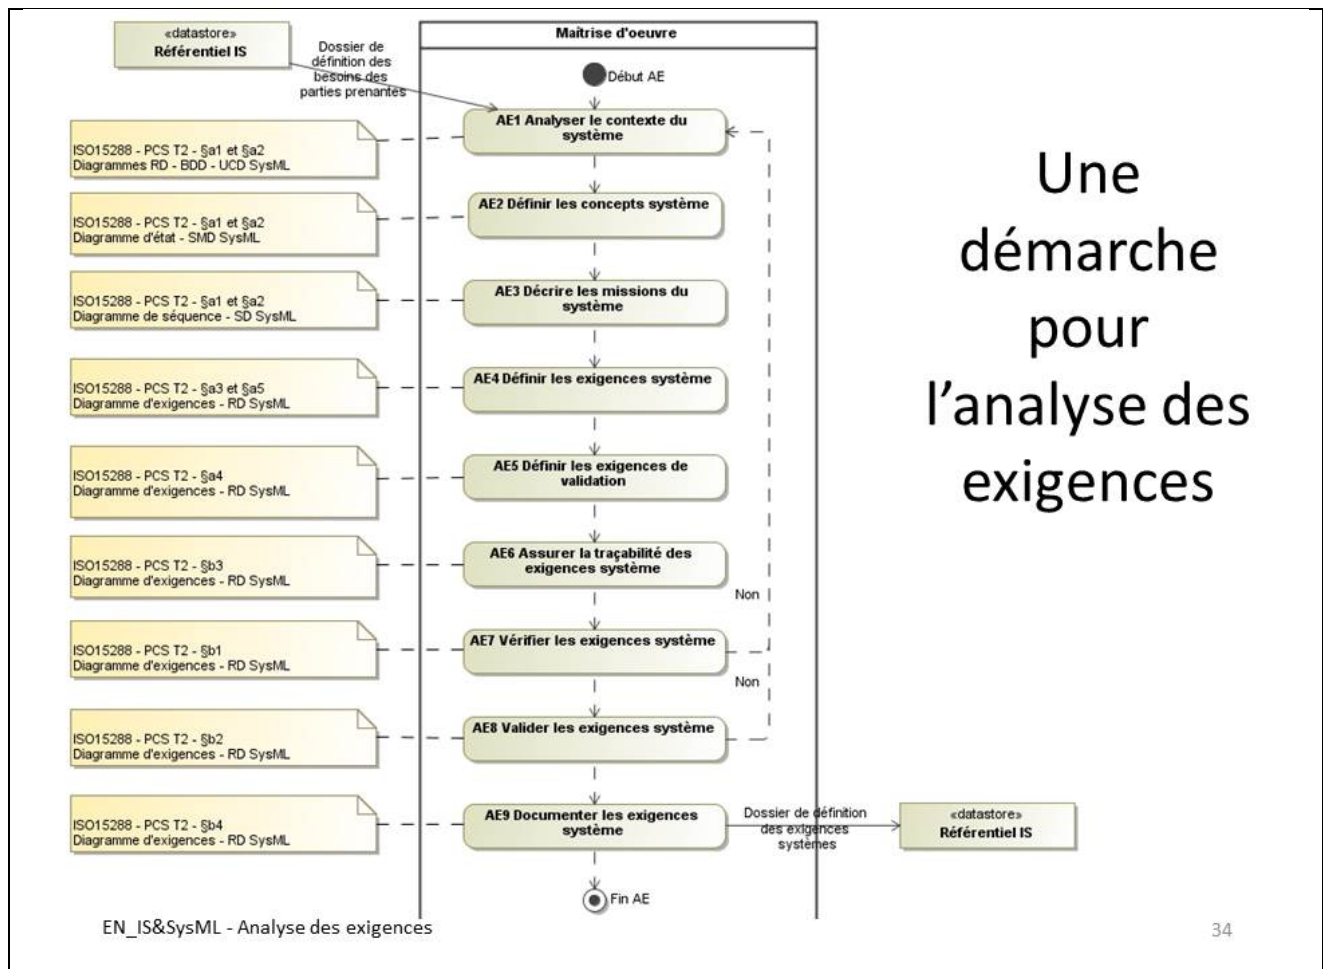 «datastore»
Référentiel IS
Dossier de
définition des
besoins des
parties prenantes
Maîtrise d'oeuvre
Début AE
AE1 Analyser le contexte du
système
ISO15288 - PCS T2 - §a1 et §a2
Diagrammes RD - BDD - UCD SysML
AE2 Définir les concepts système
ISO15288 - PCS T2 - §a1 et §a2
Diagramme d'état - SMD SysML
AE3 Décrire les missions du
système
ISO15288 - PCS T2 - §a1 et §a2
Diagramme de séquence - SD SysML
AE4 Définir les exigences système
ISO15288 - PCS T2 - §a3 et §a5
Diagramme d'exigences - RD SysML
AE5 Définir les exigences de
validation
ISO15288 - PCS T2 - §a4
Diagramme d'exigences - RD SysML
AE6 Assurer la traçabilité des
exigences système
ISO15288 - PCS T2 - §b3
Diagramme d'exigences - RD SysML
Non
AE7 Vérifier les exigences système
ISO15288 - PCS T2 - §b1
Diagramme d'exigences - RD SysML
Non
AE8 Valider les exigences système
ISO15288 - PCS T2 - §b2
Diagramme d'exigences - RD SysML
AE9 Documenter les exigences
système
ISO15288 - PCS T2 - §b4
Diagramme d'exigences - RD SysML
Dossier de définition
des exigences
systèmes
«datastore»
Référentiel IS
Fin AE
Une
démarche
pour
l’analyse des
exigences
EN_IS&SysML - Analyse des exigences
34